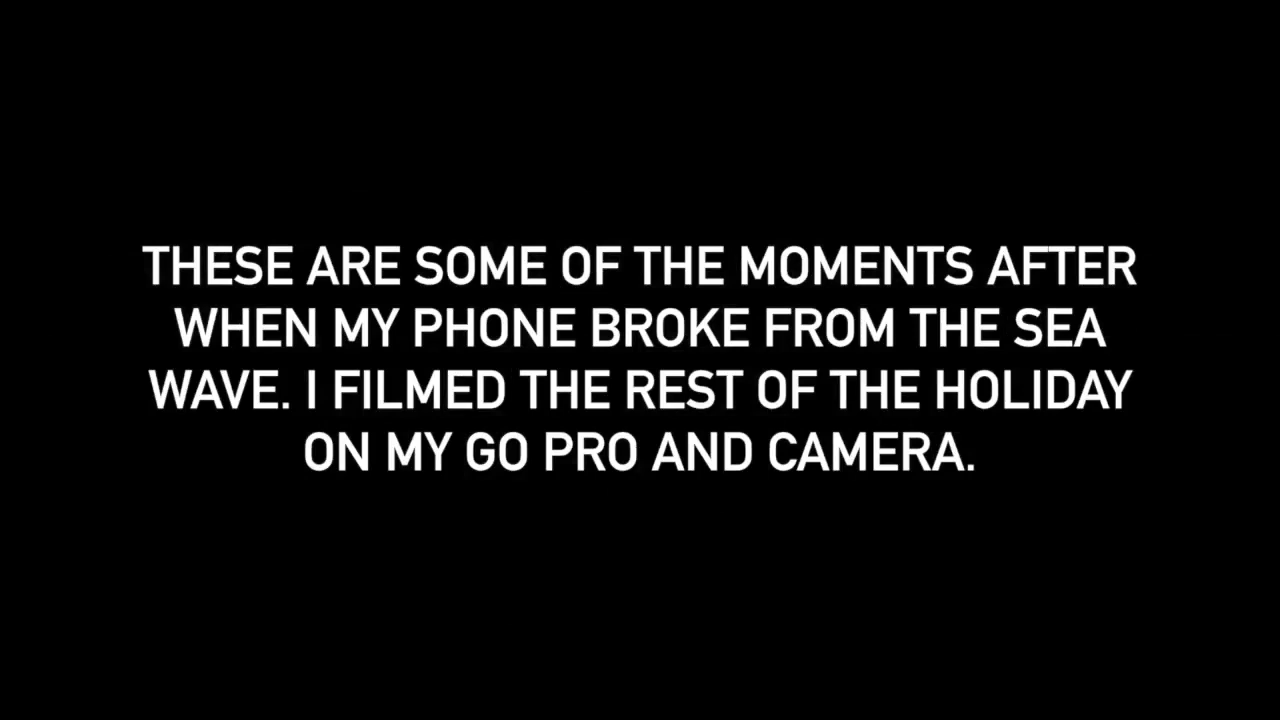 THESE ARE SOME OF THE MOMENTS AFTER
WHEN MY PHONE BROKE FROM THE SEA
WAVE. I FILMED THE REST OF THE HOLIDAY
ON MY GO PRO AND CAMERA.